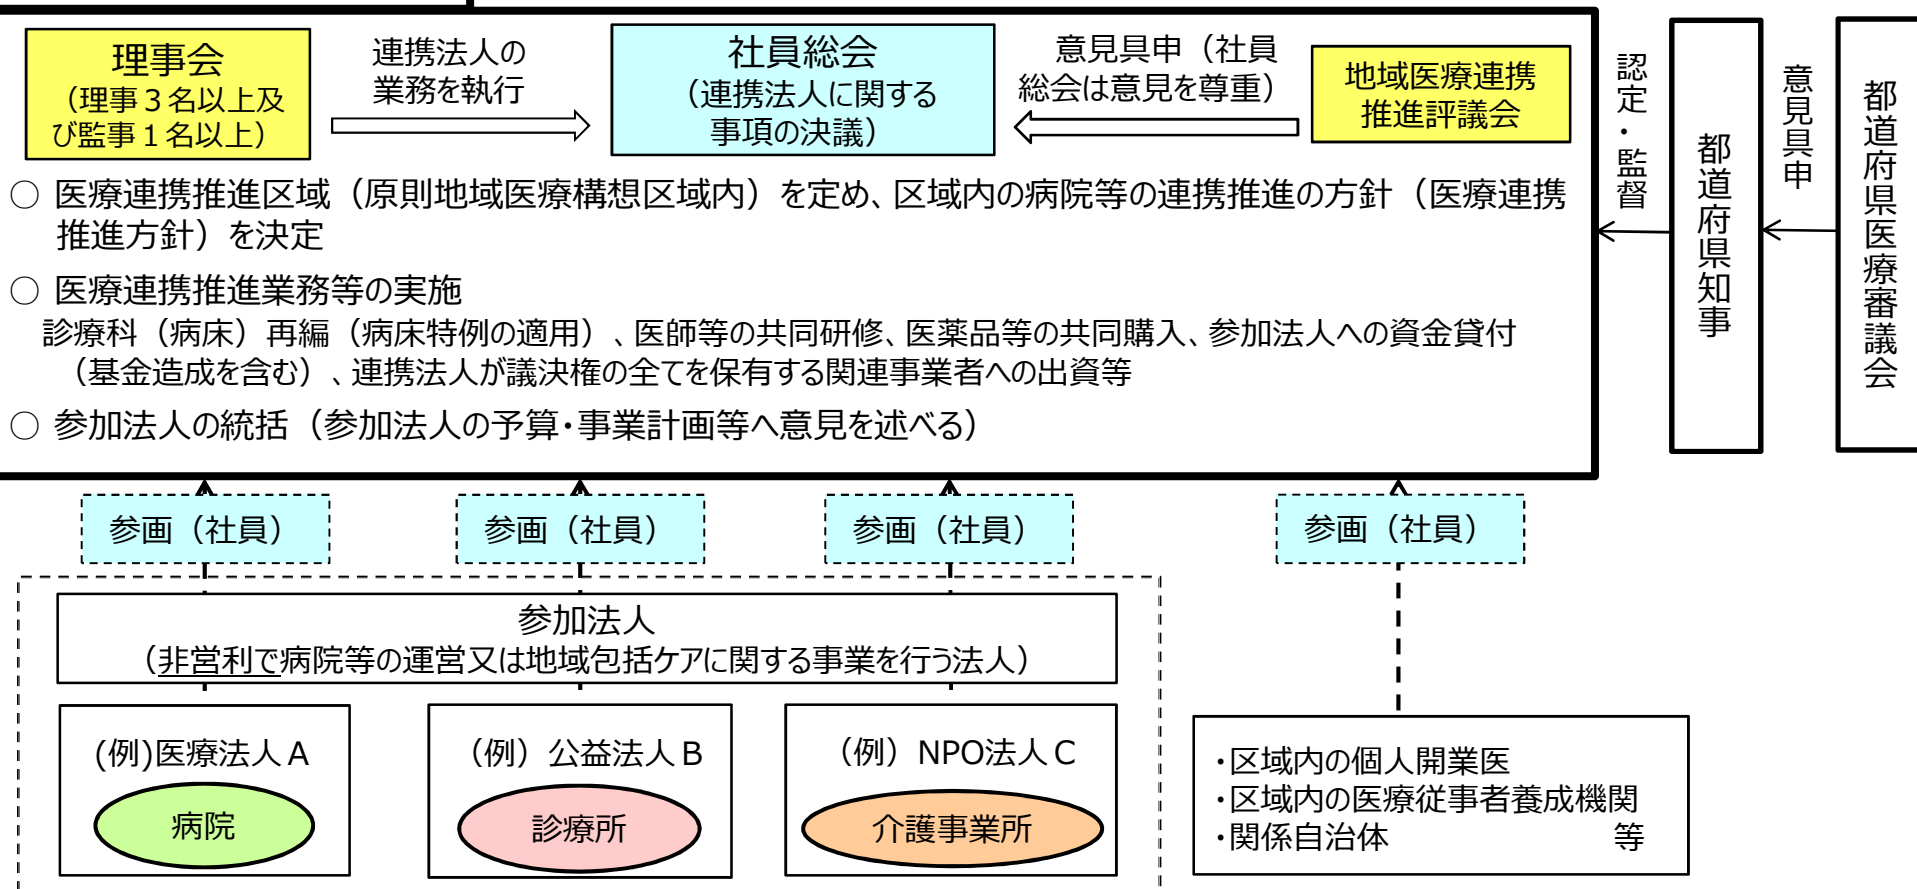 理事会
（理事３名以上及
び監事１名以上）
連携法人の
業務を執行
社員総会
（連携法人に関する
事項の決議）
意見具申（社員
総会は意見を尊重）
地域医療連携
推進評議会
認定・監督
都道府県知事
意見具申
都道府県医療審議会
○ 医療連携推進区域（原則地域医療構想区域内）を定め、区域内の病院等の連携推進の方針（医療連携
推進方針）を決定
○ 医療連携推進業務等の実施
診療科（病床）再編（病床特例の適用）、医師等の共同研修、医薬品等の共同購入、参加法人への資金貸付
（基金造成を含む）、連携法人が議決権の全てを保有する関連事業者への出資等
○ 参加法人の統括（参加法人の予算・事業計画等へ意見を述べる）
参画（社員）
参画（社員）
参画（社員）
参画（社員）
参加法人
（非営利で病院等の運営又は地域包括ケアに関する事業を行う法人）
(例)医療法人Ａ
病院
（例）公益法人Ｂ
診療所
（例）NPO法人Ｃ
介護事業所
・区域内の個人開業医
・区域内の医療従事者養成機関
・関係自治体 等